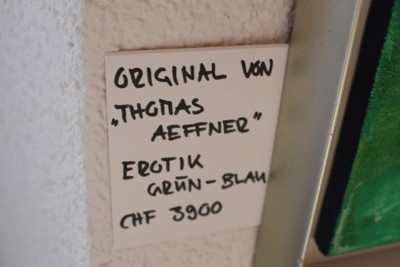 ORIGINAL VON
"THOMAS
AEFFNER"
EROTIK
GRÜN-BLAU
CHF 3900